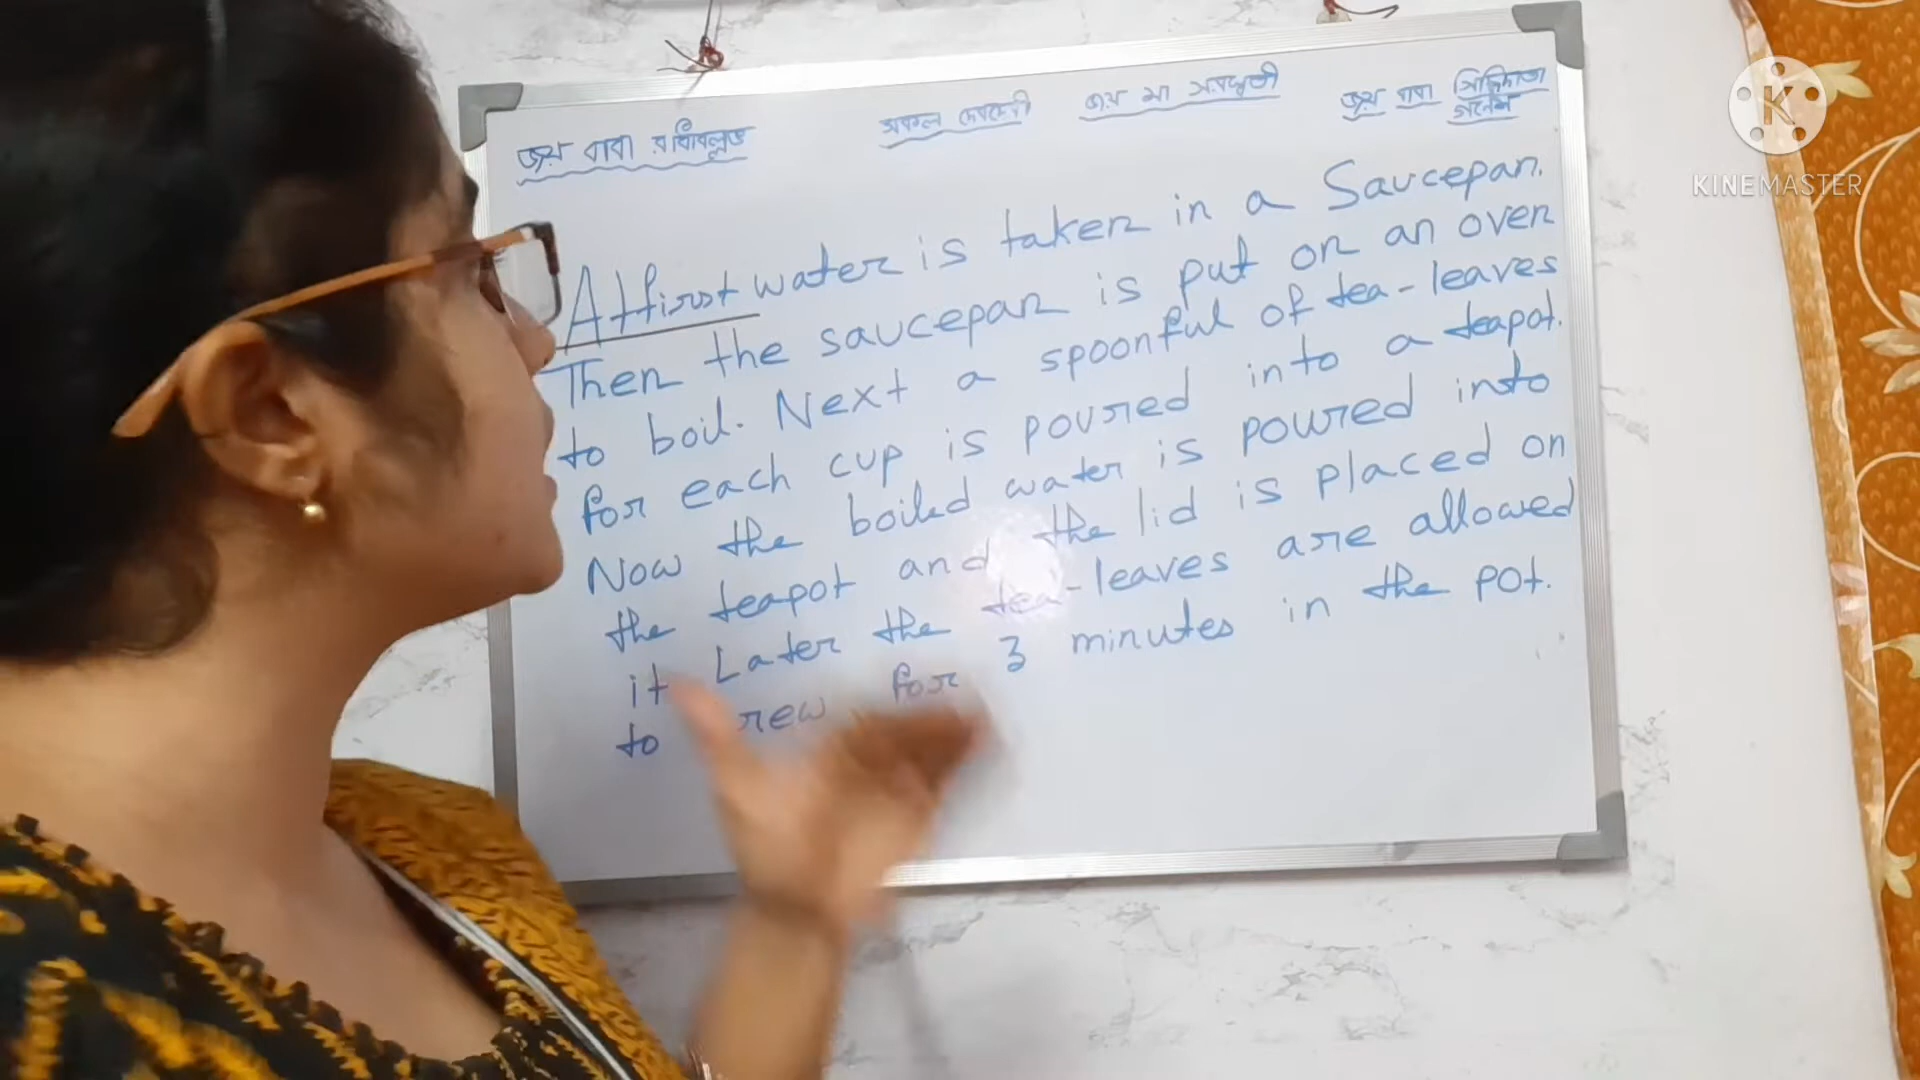 জয় বাবা রবিবল্লভ সকল দেবদেবী জয় মা সরস্বতী জয় বাবা সিদ্ধিদাতা
গনেশ
KINEMASTER
At first water is taken in a Saucepan.
Then the saucepan is put on an oven
to boil. Next a spoonful of tea-leaves
for each cup is poured into a teapot.
Now the boiled water is poured into
the teapot and the lid is placed on
it Later the tea-leaves are allowed
to for 3 minutes in the pot.